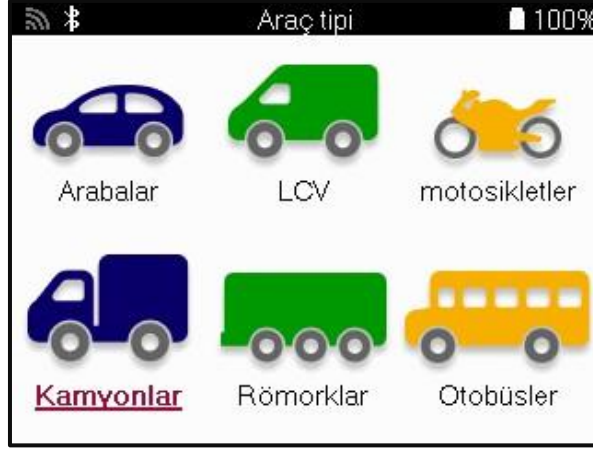 Araç tipi 100%
Arabalar LCV motosikletler
Kamyonlar Römorklar Otobüsler